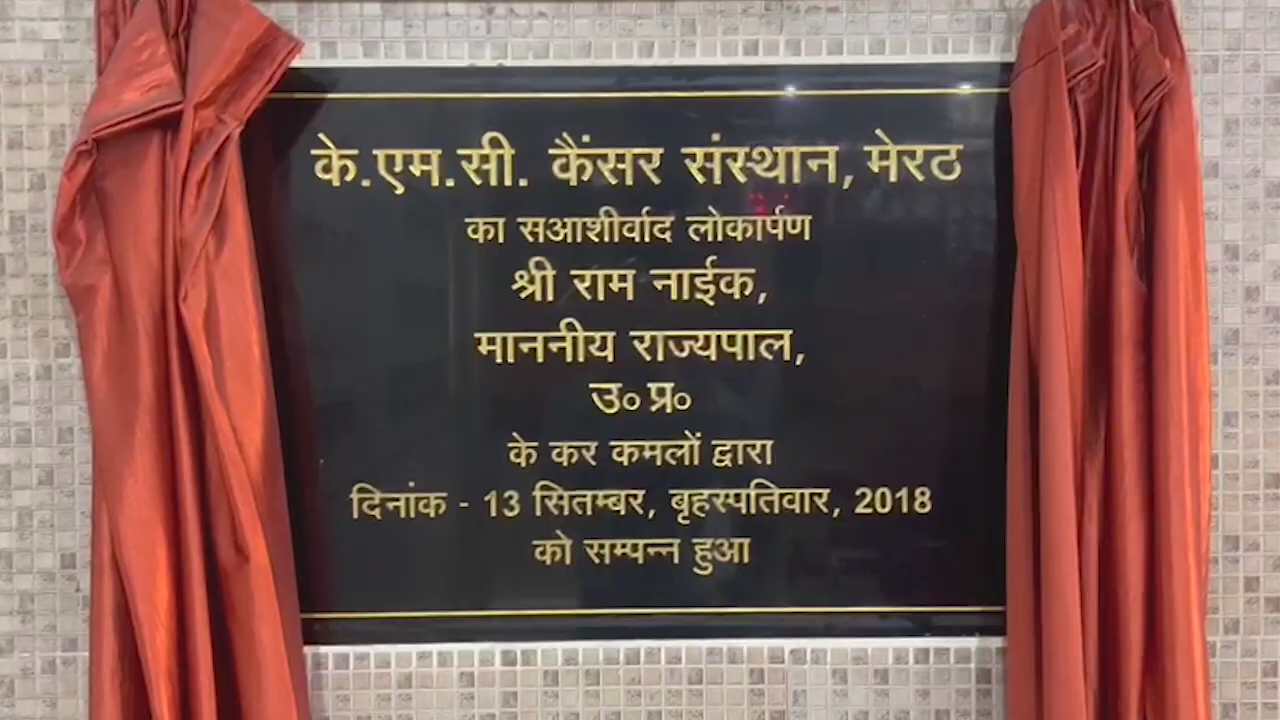 के.एम.सी. कैंसर संस्थान, मेरठ
का सआशीर्वाद लोकार्पण
श्री राम नाईक,
माननीय राज्यपाल,
उ० प्र०
के कर कमलों द्वारा
दिनांक - 13 सितम्बर, बृहस्पतिवार, 2018
को सम्पन्न हुआ